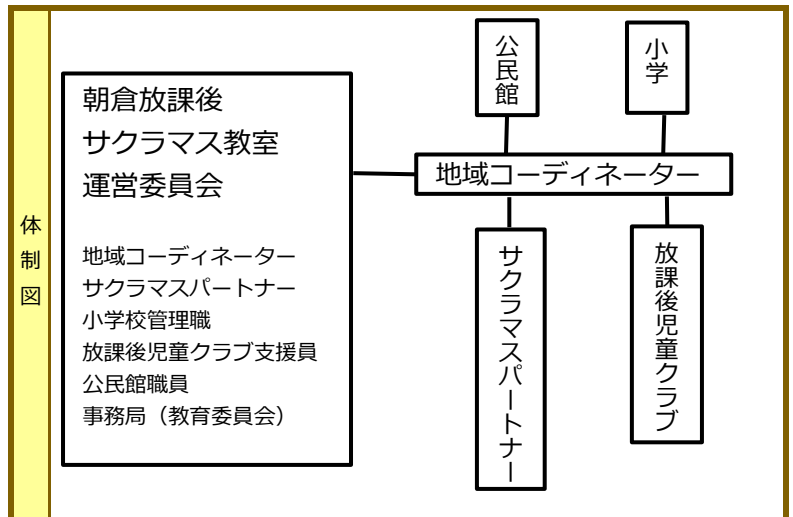 体制図
朝倉放課後
サクラマス教室
運営委員会
地域コーディネーター
サクラマスパートナー
小学校管理職
放課後児童クラブ支援員
公民館職員
事務局（教育委員会）
公民館
小学
地域コーディネーター
サクラマスパートナー
放課後児童クラブ